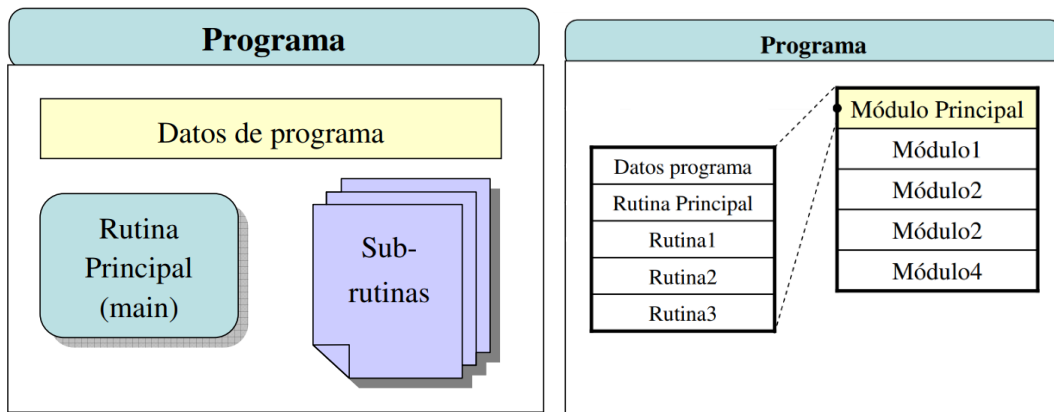 Programa
Datos de programa
Rutina
Principal
(main)
Sub-
rutinas
Programa
Datos programa
Rutina Principal
Rutina1
Rutina2
Rutina3
Módulo Principal
Módulo1
Módulo2
Módulo2
Módulo4